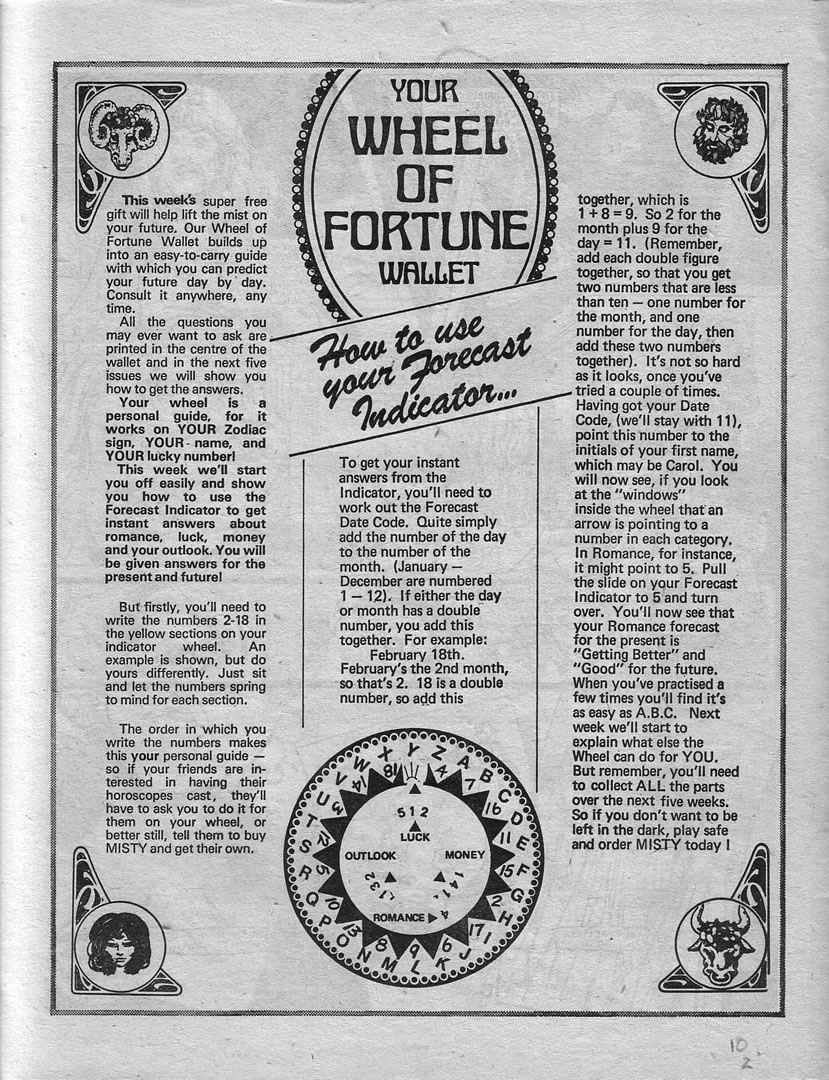 YOUR
WHEEL
OF
FORTUNE
WALLET
How to use
your Forecast
Indicator...
This week's super free
gift will help lift the mist on
your future. Our Wheel of
Fortune Wallet builds up
into an easy-to-carry guide
with which you can predict
your future day by day.
Consult it anywhere, any
time.
All the questions you
may ever want to ask are
printed in the centre of the
wallet and in the next five
issues we will show you
how to get the answers.
Your wheel is a
personal guide, for it
works on YOUR Zodiac
sign, YOUR name, and
YOUR lucky number!
This week we'll start
you off easily and show
you how to use the
Forecast Indicator to get
instant answers about
romance, luck, money
and your outlook. You will
be given answers for the
present and future!
But firstly, you'll need to
write the numbers 2-18 in
the yellow sections on your
indicator wheel. An
example is shown, but do
yours differently. Just sit
and let the numbers spring
to mind for each section.
The order in which you
write the numbers makes
this your personal guide —
so if your friends are in-
terested in having their
horoscopes cast, they'll
have to ask you to do it for
them on your wheel, or
better still, tell them to buy
MISTY and get their own.
To get your instant
answers from the
Indicator, you'll need to
work out the Forecast
Date Code. Quite simply
add the number of the day
to the number of the
month. (January —
December are numbered
1 — 12). If either the day
or month has a double
number, you add this
together. For example:
February 18th.
February's the 2nd month,
so that's 2. 18 is a double
number, so add this
together, which is
1 + 8 = 9. So 2 for the
month plus 9 for the
day = 11. (Remember,
add each double figure
together, so that you get
two numbers that are less
than ten — one number for
the month, and one
number for the day, then
add these two numbers
together). It's not so hard
as it looks, once you've
tried a couple of times.
Having got your Date
Code, (we'll stay with 11),
point this number to the
initials of your first name,
which may be Carol. You
will now see, if you look
at the "windows"
inside the wheel that an
arrow is pointing to a
number in each category.
In Romance, for instance,
it might point to 5. Pull
the slide on your Forecast
Indicator to 5 and turn
over. You'll now see that
your Romance forecast
for the present is
"Getting Better" and
"Good" for the future.
When you've practised a
few times you'll find it's
as easy as A.B.C. Next
week we'll start to
explain what else the
Wheel can do for YOU.
But remember, you'll need
to collect ALL the parts
over the next five weeks.
So if you don't want to be
left in the dark, play safe
and order MISTY today !
A B C D E F G H I J K L M N O P Q R S T U V W X Y Z
4 7 16 11 15 2 17 6 9 8 13 10 5 12 3 14 18
5 1 2
LUCK
OUTLOOK MONEY
ROMANCE 4
10
2